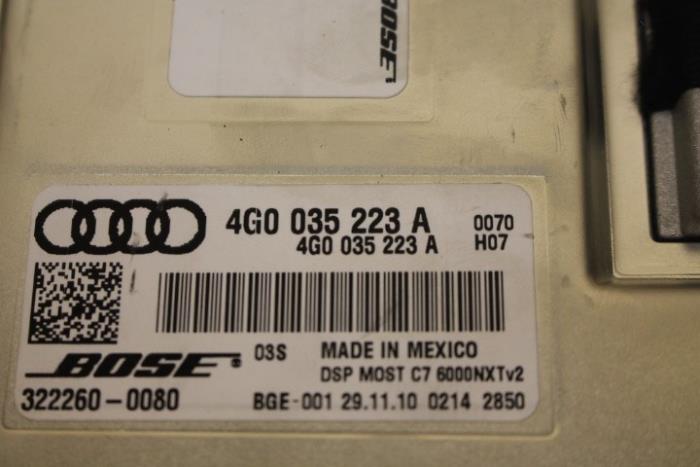 BOSE
4G0 035 223 A 0070
4G0 035 223 A H07
BOSE® 03S MADE IN MEXICO
DSP MOST C7 6000NXTv2
322260-0080 BGE-001 29.11.10 0214 2850